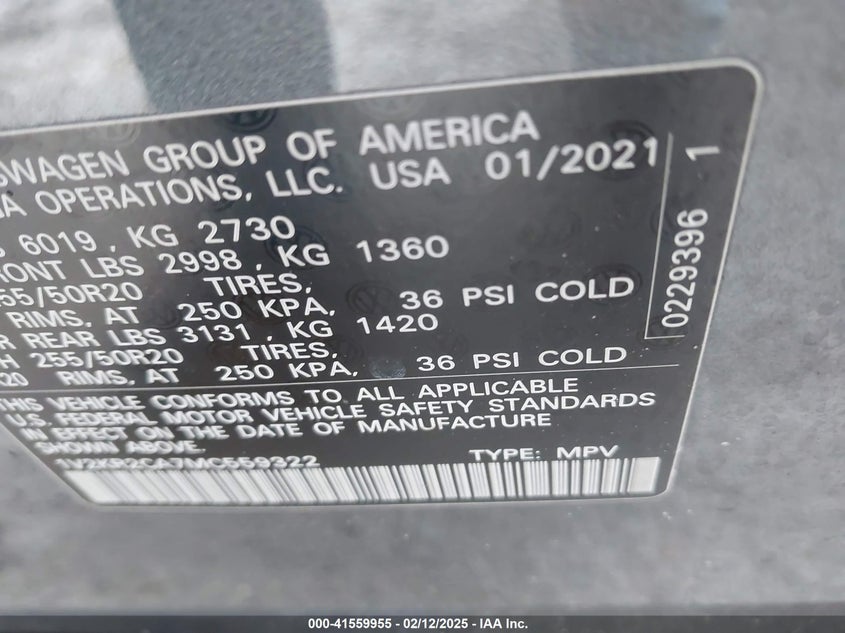 SWAGEN GROUP OF AMERICA
A OPERATIONS, LLC. USA 01/2021
6019 , KG 2730
RONT LBS 2998 , KG 1360
255/50R20 TIRES,
RIMS, AT 250 KPA, 36 PSI COLD
R REAR LBS 3131 , KG 1420
H 255/50R20 TIRES,
20 RIMS, AT 250 KPA, 36 PSI COLD
THIS VEHICLE CONFORMS TO ALL APPLICABLE
U.S. FEDERAL MOTOR VEHICLE SAFETY STANDARDS
IN EFFECT ON THE DATE OF MANUFACTURE
SHOWN ABOVE.
1V2KR2CA7MC559322 TYPE: MPV
0229396 1
000-41559955 - 02/12/2025 - IAA Inc.